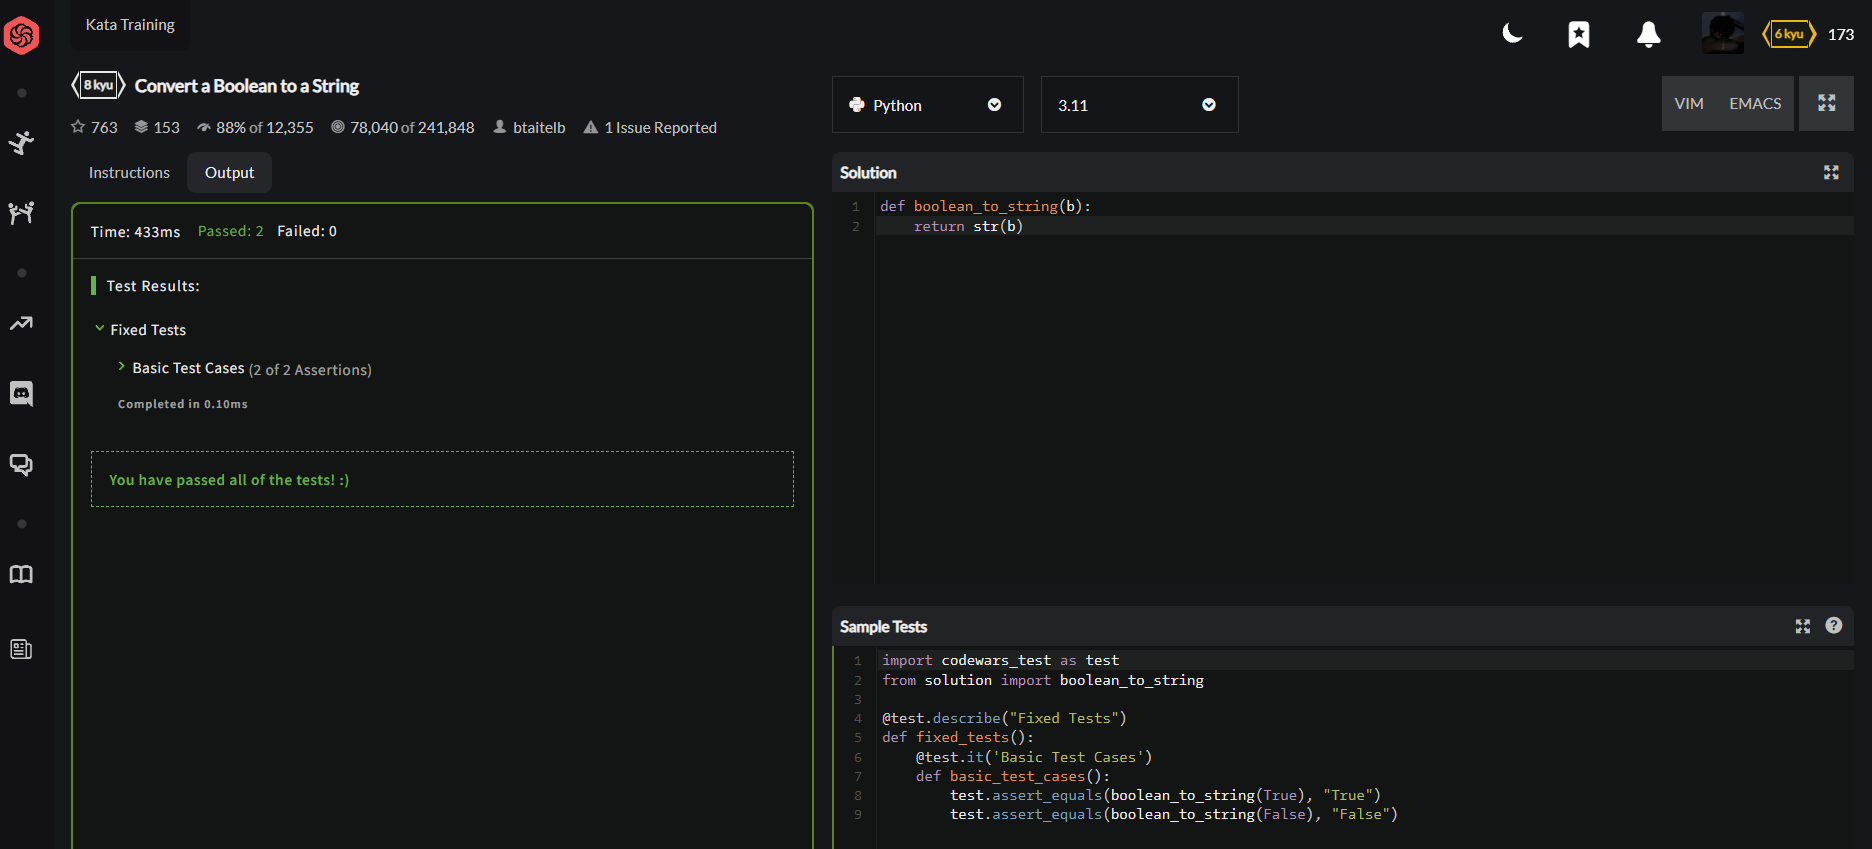 Kata Training
6 kyu 173
8 kyu Convert a Boolean to a String
763 153 88% of 12,355 78,040 of 241,848 btaitelb 1 Issue Reported
Instructions Output
Time: 433ms Passed: 2 Failed: 0
Test Results:
Fixed Tests
Basic Test Cases (2 of 2 Assertions)
Completed in 0.10ms
You have passed all of the tests! :)
Python 3.11 VIM EMACS
Solution
1 def boolean_to_string(b):
2     return str(b)
Sample Tests
1 import codewars_test as test
2 from solution import boolean_to_string
3
4 @test.describe("Fixed Tests")
5 def fixed_tests():
6     @test.it('Basic Test Cases')
7     def basic_test_cases():
8         test.assert_equals(boolean_to_string(True), "True")
9         test.assert_equals(boolean_to_string(False), "False")